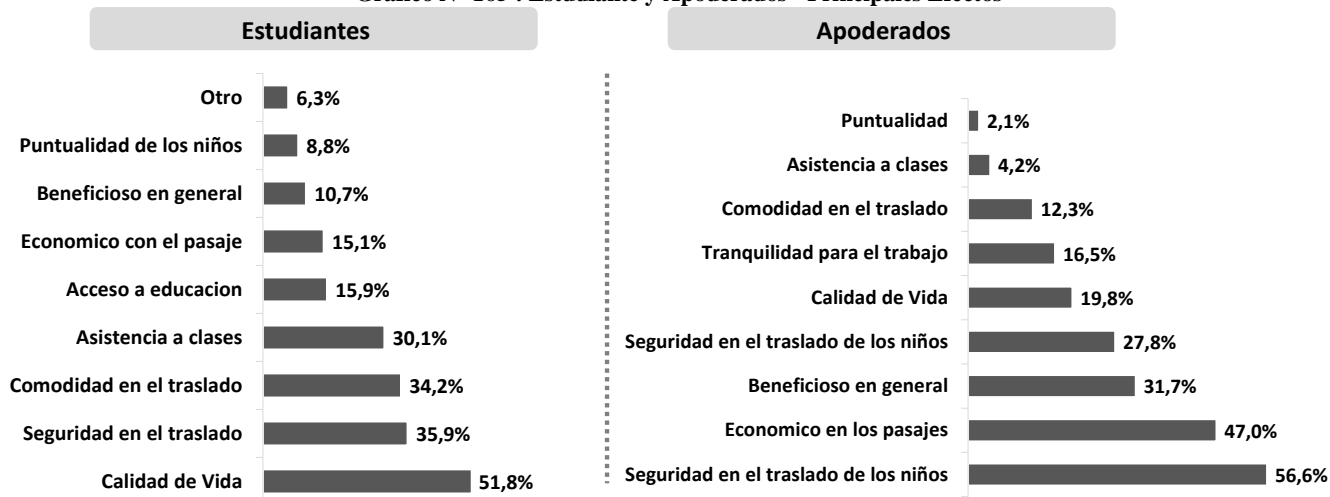 Estudiantes
Otro 6,3%
Puntualidad de los niños 8,8%
Beneficioso en general 10,7%
Economico con el pasaje 15,1%
Acceso a educacion 15,9%
Asistencia a clases 30,1%
Comodidad en el traslado 34,2%
Seguridad en el traslado 35,9%
Calidad de Vida 51,8%
Apoderados
Puntualidad 2,1%
Asistencia a clases 4,2%
Comodidad en el traslado 12,3%
Tranquilidad para el trabajo 16,5%
Calidad de Vida 19,8%
Seguridad en el traslado de los niños 27,8%
Beneficioso en general 31,7%
Economico en los pasajes 47,0%
Seguridad en el traslado de los niños 56,6%